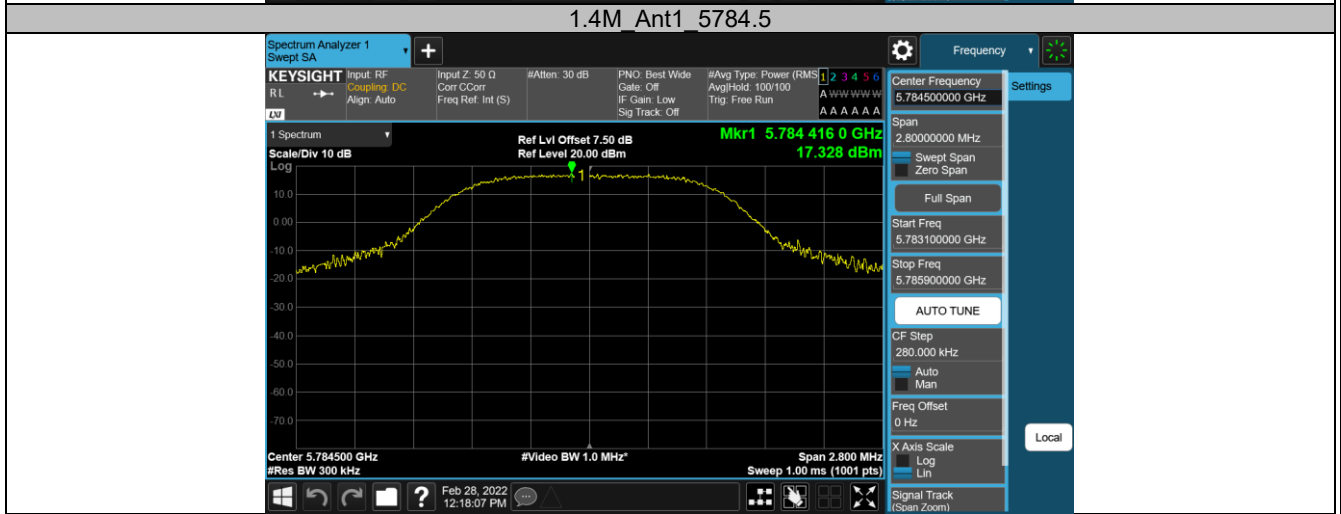 1.4M_Ant1_5784.5
Spectrum Analyzer 1
Swept SA
Frequency
KEYSIGHT
RL
LXI
Input: RF
Coupling: DC
Align: Auto
Input Z: 50 Ω
Corr CCorr
Freq Ref: Int (S)
#Atten: 30 dB
PNO: Best Wide
Gate: Off
IF Gain: Low
Sig Track: Off
#Avg Type: Power (RMS
Avg|Hold: 100/100
Trig: Free Run
1 2 3 4 5 6
A W W W W W
A A A A A A
1 Spectrum
Scale/Div 10 dB
Ref Lvl Offset 7.50 dB
Ref Level 20.00 dBm
Mkr1 5.784 416 0 GHz
17.328 dBm
Log
1
10.0
0.00
-10.0
-20.0
-30.0
-40.0
-50.0
-60.0
-70.0
Center 5.784500 GHz
#Res BW 300 kHz
#Video BW 1.0 MHz*
Span 2.800 MHz
Sweep 1.00 ms (1001 pts)
Feb 28, 2022
12:18:07 PM
Center Frequency
5.784500000 GHz
Settings
Span
2.80000000 MHz
Swept Span
Zero Span
Full Span
Start Freq
5.783100000 GHz
Stop Freq
5.785900000 GHz
AUTO TUNE
CF Step
280.000 kHz
Auto
Man
Freq Offset
0 Hz
X Axis Scale
Log
Lin
Local
Signal Track
(Span Zoom)